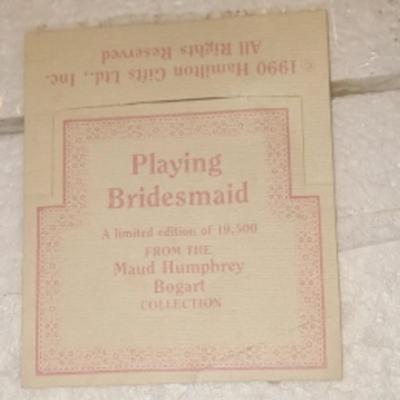 © 1990 Hamilton Gifts Ltd., Inc.
All Rights Reserved
Playing
Bridesmaid
A limited edition of 19,500
FROM THE
Maud Humphrey
Bogart
COLLECTION